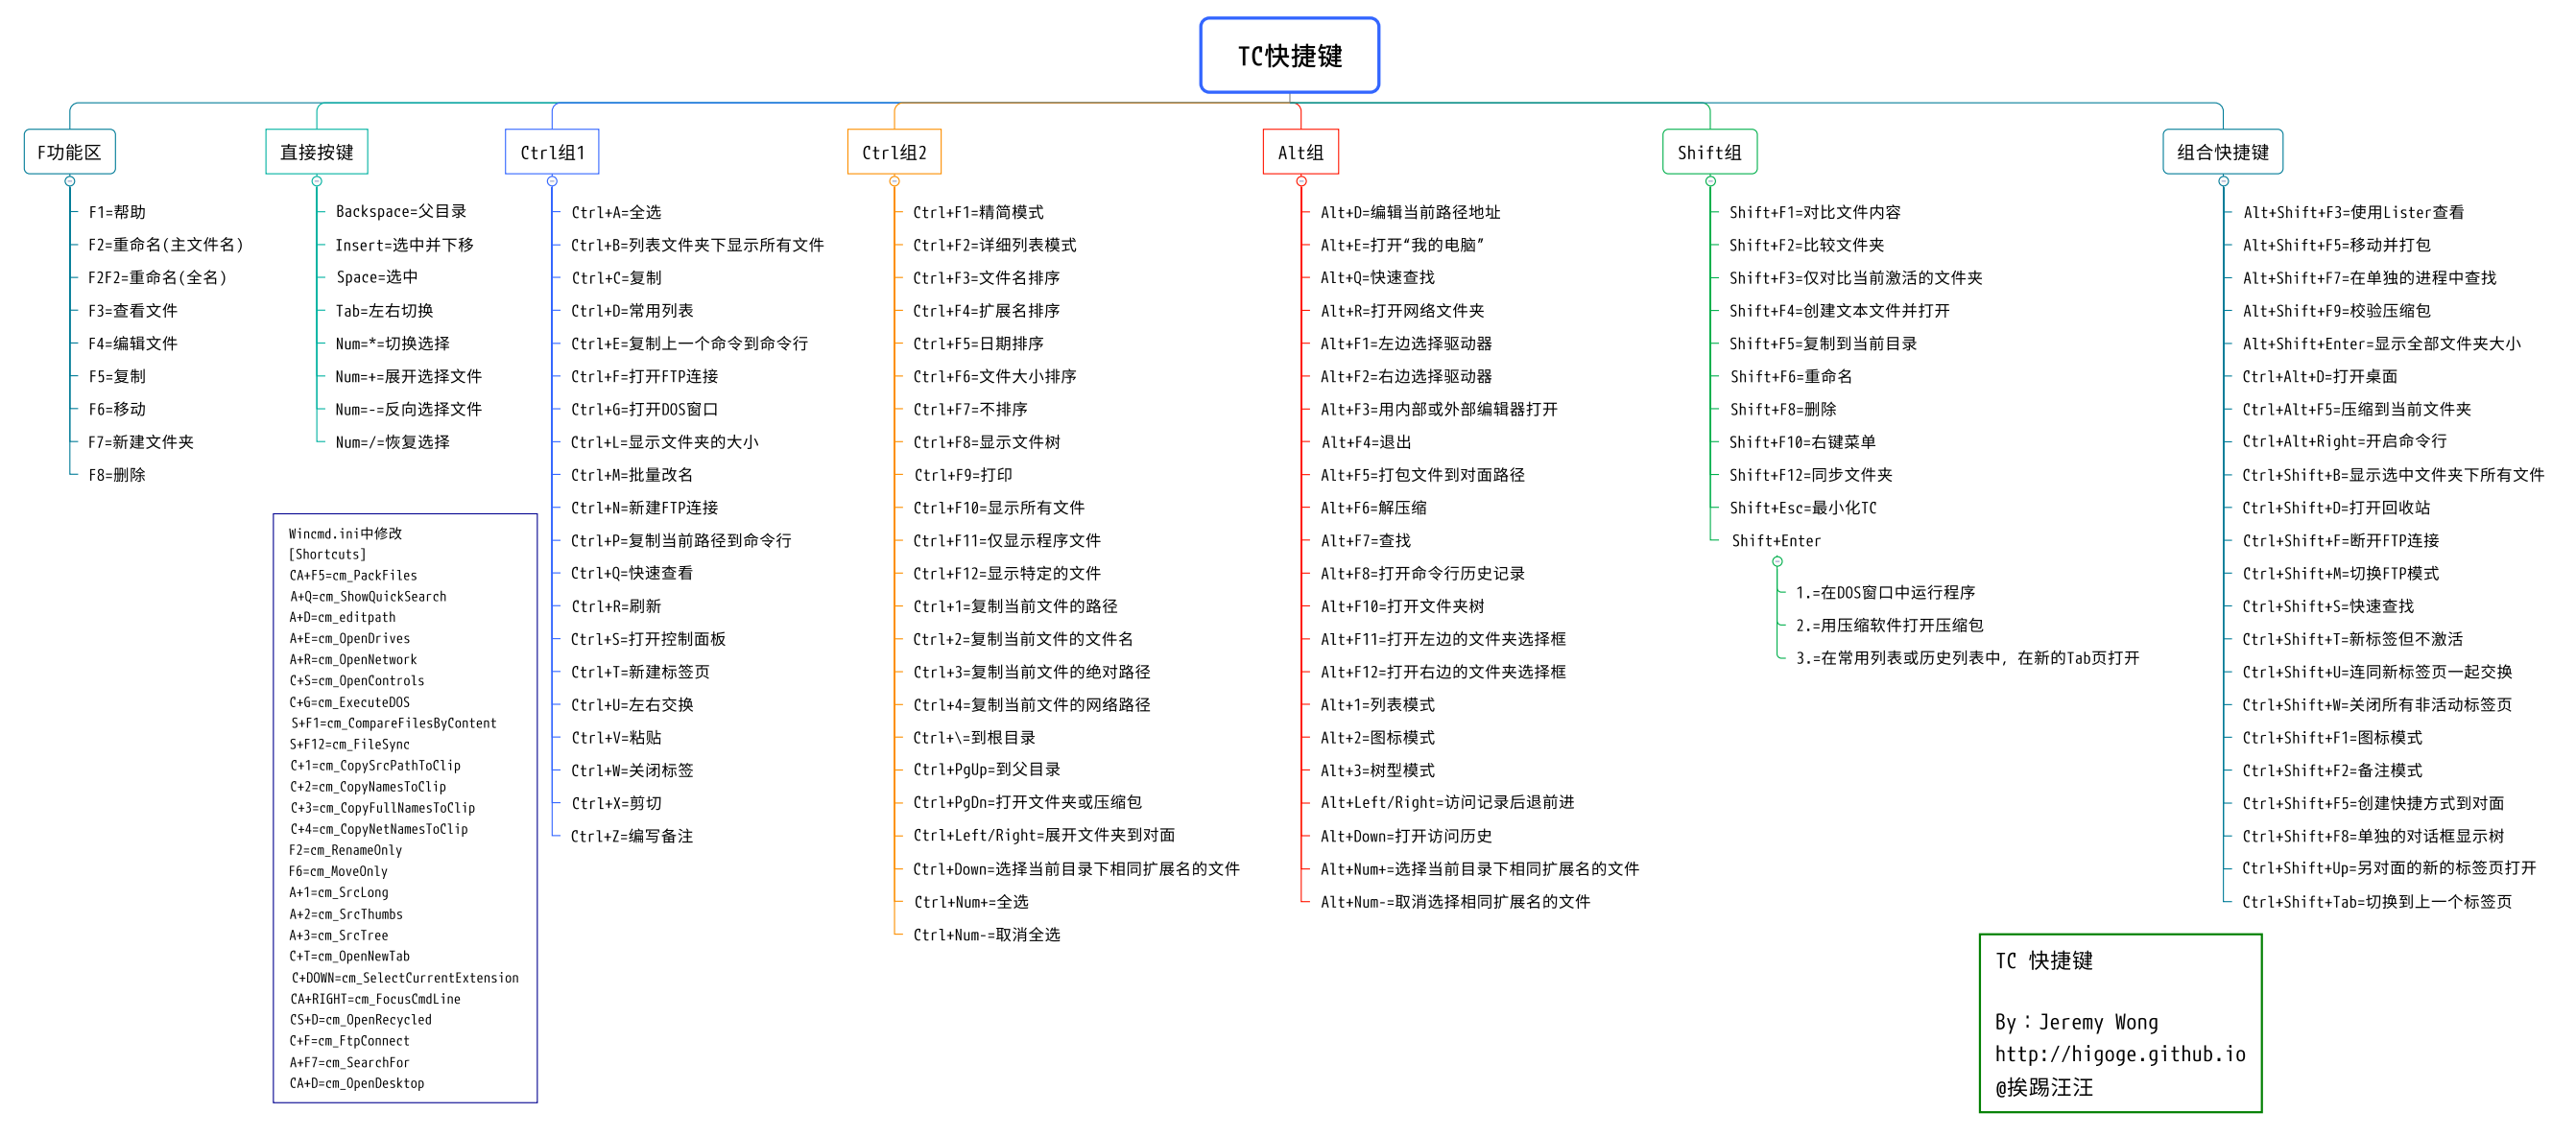 TC快捷键
F功能区
F1=帮助
F2=重命名(主文件名)
F2F2=重命名(全名)
F3=查看文件
F4=编辑文件
F5=复制
F6=移动
F7=新建文件夹
F8=删除
直接按键
Backspace=父目录
Insert=选中并下移
Space=选中
Tab=左右切换
Num=*=切换选择
Num=+=展开选择文件
Num=-=反向选择文件
Num=/=恢复选择
Wincmd.ini中修改
[Shortcuts]
CA+F5=cm_PackFiles
A+Q=cm_ShowQuickSearch
A+D=cm_editpath
A+E=cm_OpenDrives
A+R=cm_OpenNetwork
C+S=cm_OpenControls
C+G=cm_ExecuteDOS
S+F1=cm_CompareFilesByContent
S+F12=cm_FileSync
C+1=cm_CopySrcPathToClip
C+2=cm_CopyNamesToClip
C+3=cm_CopyFullNamesToClip
C+4=cm_CopyNetNamesToClip
F2=cm_RenameOnly
F6=cm_MoveOnly
A+1=cm_SrcLong
A+2=cm_SrcThumbs
A+3=cm_SrcTree
C+T=cm_OpenNewTab
C+DOWN=cm_SelectCurrentExtension
CA+RIGHT=cm_FocusCmdLine
CS+D=cm_OpenRecycled
C+F=cm_FtpConnect
A+F7=cm_SearchFor
CA+D=cm_OpenDesktop
Ctrl组1
Ctrl+A=全选
Ctrl+B=列表文件夹下显示所有文件
Ctrl+C=复制
Ctrl+D=常用列表
Ctrl+E=复制上一个命令到命令行
Ctrl+F=打开FTP连接
Ctrl+G=打开DOS窗口
Ctrl+L=显示文件夹的大小
Ctrl+M=批量改名
Ctrl+N=新建FTP连接
Ctrl+P=复制当前路径到命令行
Ctrl+Q=快速查看
Ctrl+R=刷新
Ctrl+S=打开控制面板
Ctrl+T=新建标签页
Ctrl+U=左右交换
Ctrl+V=粘贴
Ctrl+W=关闭标签
Ctrl+X=剪切
Ctrl+Z=编写备注
Ctrl组2
Ctrl+F1=精简模式
Ctrl+F2=详细列表模式
Ctrl+F3=文件名排序
Ctrl+F4=扩展名排序
Ctrl+F5=日期排序
Ctrl+F6=文件大小排序
Ctrl+F7=不排序
Ctrl+F8=显示文件树
Ctrl+F9=打印
Ctrl+F10=显示所有文件
Ctrl+F11=仅显示程序文件
Ctrl+F12=显示特定的文件
Ctrl+1=复制当前文件的路径
Ctrl+2=复制当前文件的文件名
Ctrl+3=复制当前文件的绝对路径
Ctrl+4=复制当前文件的网络路径
Ctrl+\=到根目录
Ctrl+PgUp=到父目录
Ctrl+PgDn=打开文件夹或压缩包
Ctrl+Left/Right=展开文件夹到对面
Ctrl+Down=选择当前目录下相同扩展名的文件
Ctrl+Num+=全选
Ctrl+Num-=取消全选
Alt组
Alt+D=编辑当前路径地址
Alt+E=打开“我的电脑”
Alt+Q=快速查找
Alt+R=打开网络文件夹
Alt+F1=左边选择驱动器
Alt+F2=右边选择驱动器
Alt+F3=用内部或外部编辑器打开
Alt+F4=退出
Alt+F5=打包文件到对面路径
Alt+F6=解压缩
Alt+F7=查找
Alt+F8=打开命令行历史记录
Alt+F10=打开文件夹树
Alt+F11=打开左边的文件夹选择框
Alt+F12=打开右边的文件夹选择框
Alt+1=列表模式
Alt+2=图标模式
Alt+3=树型模式
Alt+Left/Right=访问记录后退前进
Alt+Down=打开访问历史
Alt+Num+=选择当前目录下相同扩展名的文件
Alt+Num-=取消选择相同扩展名的文件
Shift组
Shift+F1=对比文件内容
Shift+F2=比较文件夹
Shift+F3=仅对比当前激活的文件夹
Shift+F4=创建文本文件并打开
Shift+F5=复制到当前目录
Shift+F6=重命名
Shift+F8=删除
Shift+F10=右键菜单
Shift+F12=同步文件夹
Shift+Esc=最小化TC
Shift+Enter
1.=在DOS窗口中运行程序
2.=用压缩软件打开压缩包
3.=在常用列表或历史列表中, 在新的Tab页打开
组合快捷键
Alt+Shift+F3=使用Lister查看
Alt+Shift+F5=移动并打包
Alt+Shift+F7=在单独的进程中查找
Alt+Shift+F9=校验压缩包
Alt+Shift+Enter=显示全部文件夹大小
Ctrl+Alt+D=打开桌面
Ctrl+Alt+F5=压缩到当前文件夹
Ctrl+Alt+Right=开启命令行
Ctrl+Shift+B=显示选中文件夹下所有文件
Ctrl+Shift+D=打开回收站
Ctrl+Shift+F=断开FTP连接
Ctrl+Shift+M=切换FTP模式
Ctrl+Shift+S=快速查找
Ctrl+Shift+T=新标签但不激活
Ctrl+Shift+U=连同新标签页一起交换
Ctrl+Shift+W=关闭所有非活动标签页
Ctrl+Shift+F1=图标模式
Ctrl+Shift+F2=备注模式
Ctrl+Shift+F5=创建快捷方式到对面
Ctrl+Shift+F8=单独的对话框显示树
Ctrl+Shift+Up=另对面的新的标签页打开
Ctrl+Shift+Tab=切换到上一个标签页
TC 快捷键
By：Jeremy Wong
http://higoge.github.io
@挨踢汪汪